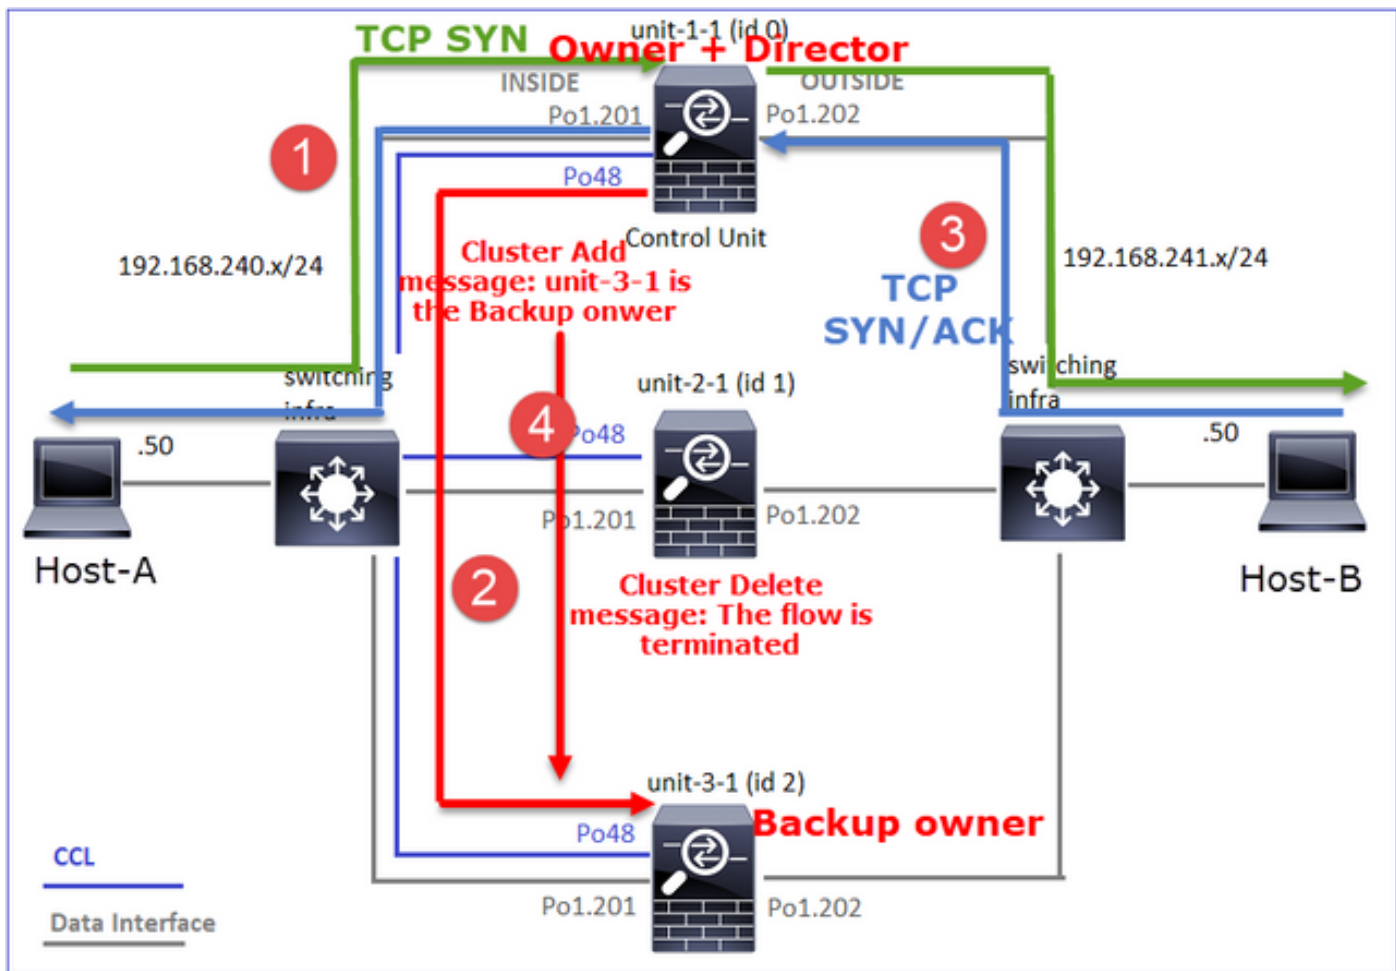 unit-1-1 (id 0)
TCP SYN
Owner + Director
INSIDE
OUTSIDE
Po1.201
Po1.202
1
Po48
3
Control Unit
192.168.240.x/24
Cluster Add
message: unit-3-1 is
the Backup onwer
192.168.241.x/24
TCP
SYN/ACK
switching
infra
switching
infra
unit-2-1 (id 1)
4
Po48
.50
.50
Po1.201
Po1.202
Host-A
Host-B
2
Cluster Delete
message: The flow is
terminated
unit-3-1 (id 2)
Backup owner
Po48
CCL
Po1.201
Po1.202
Data Interface